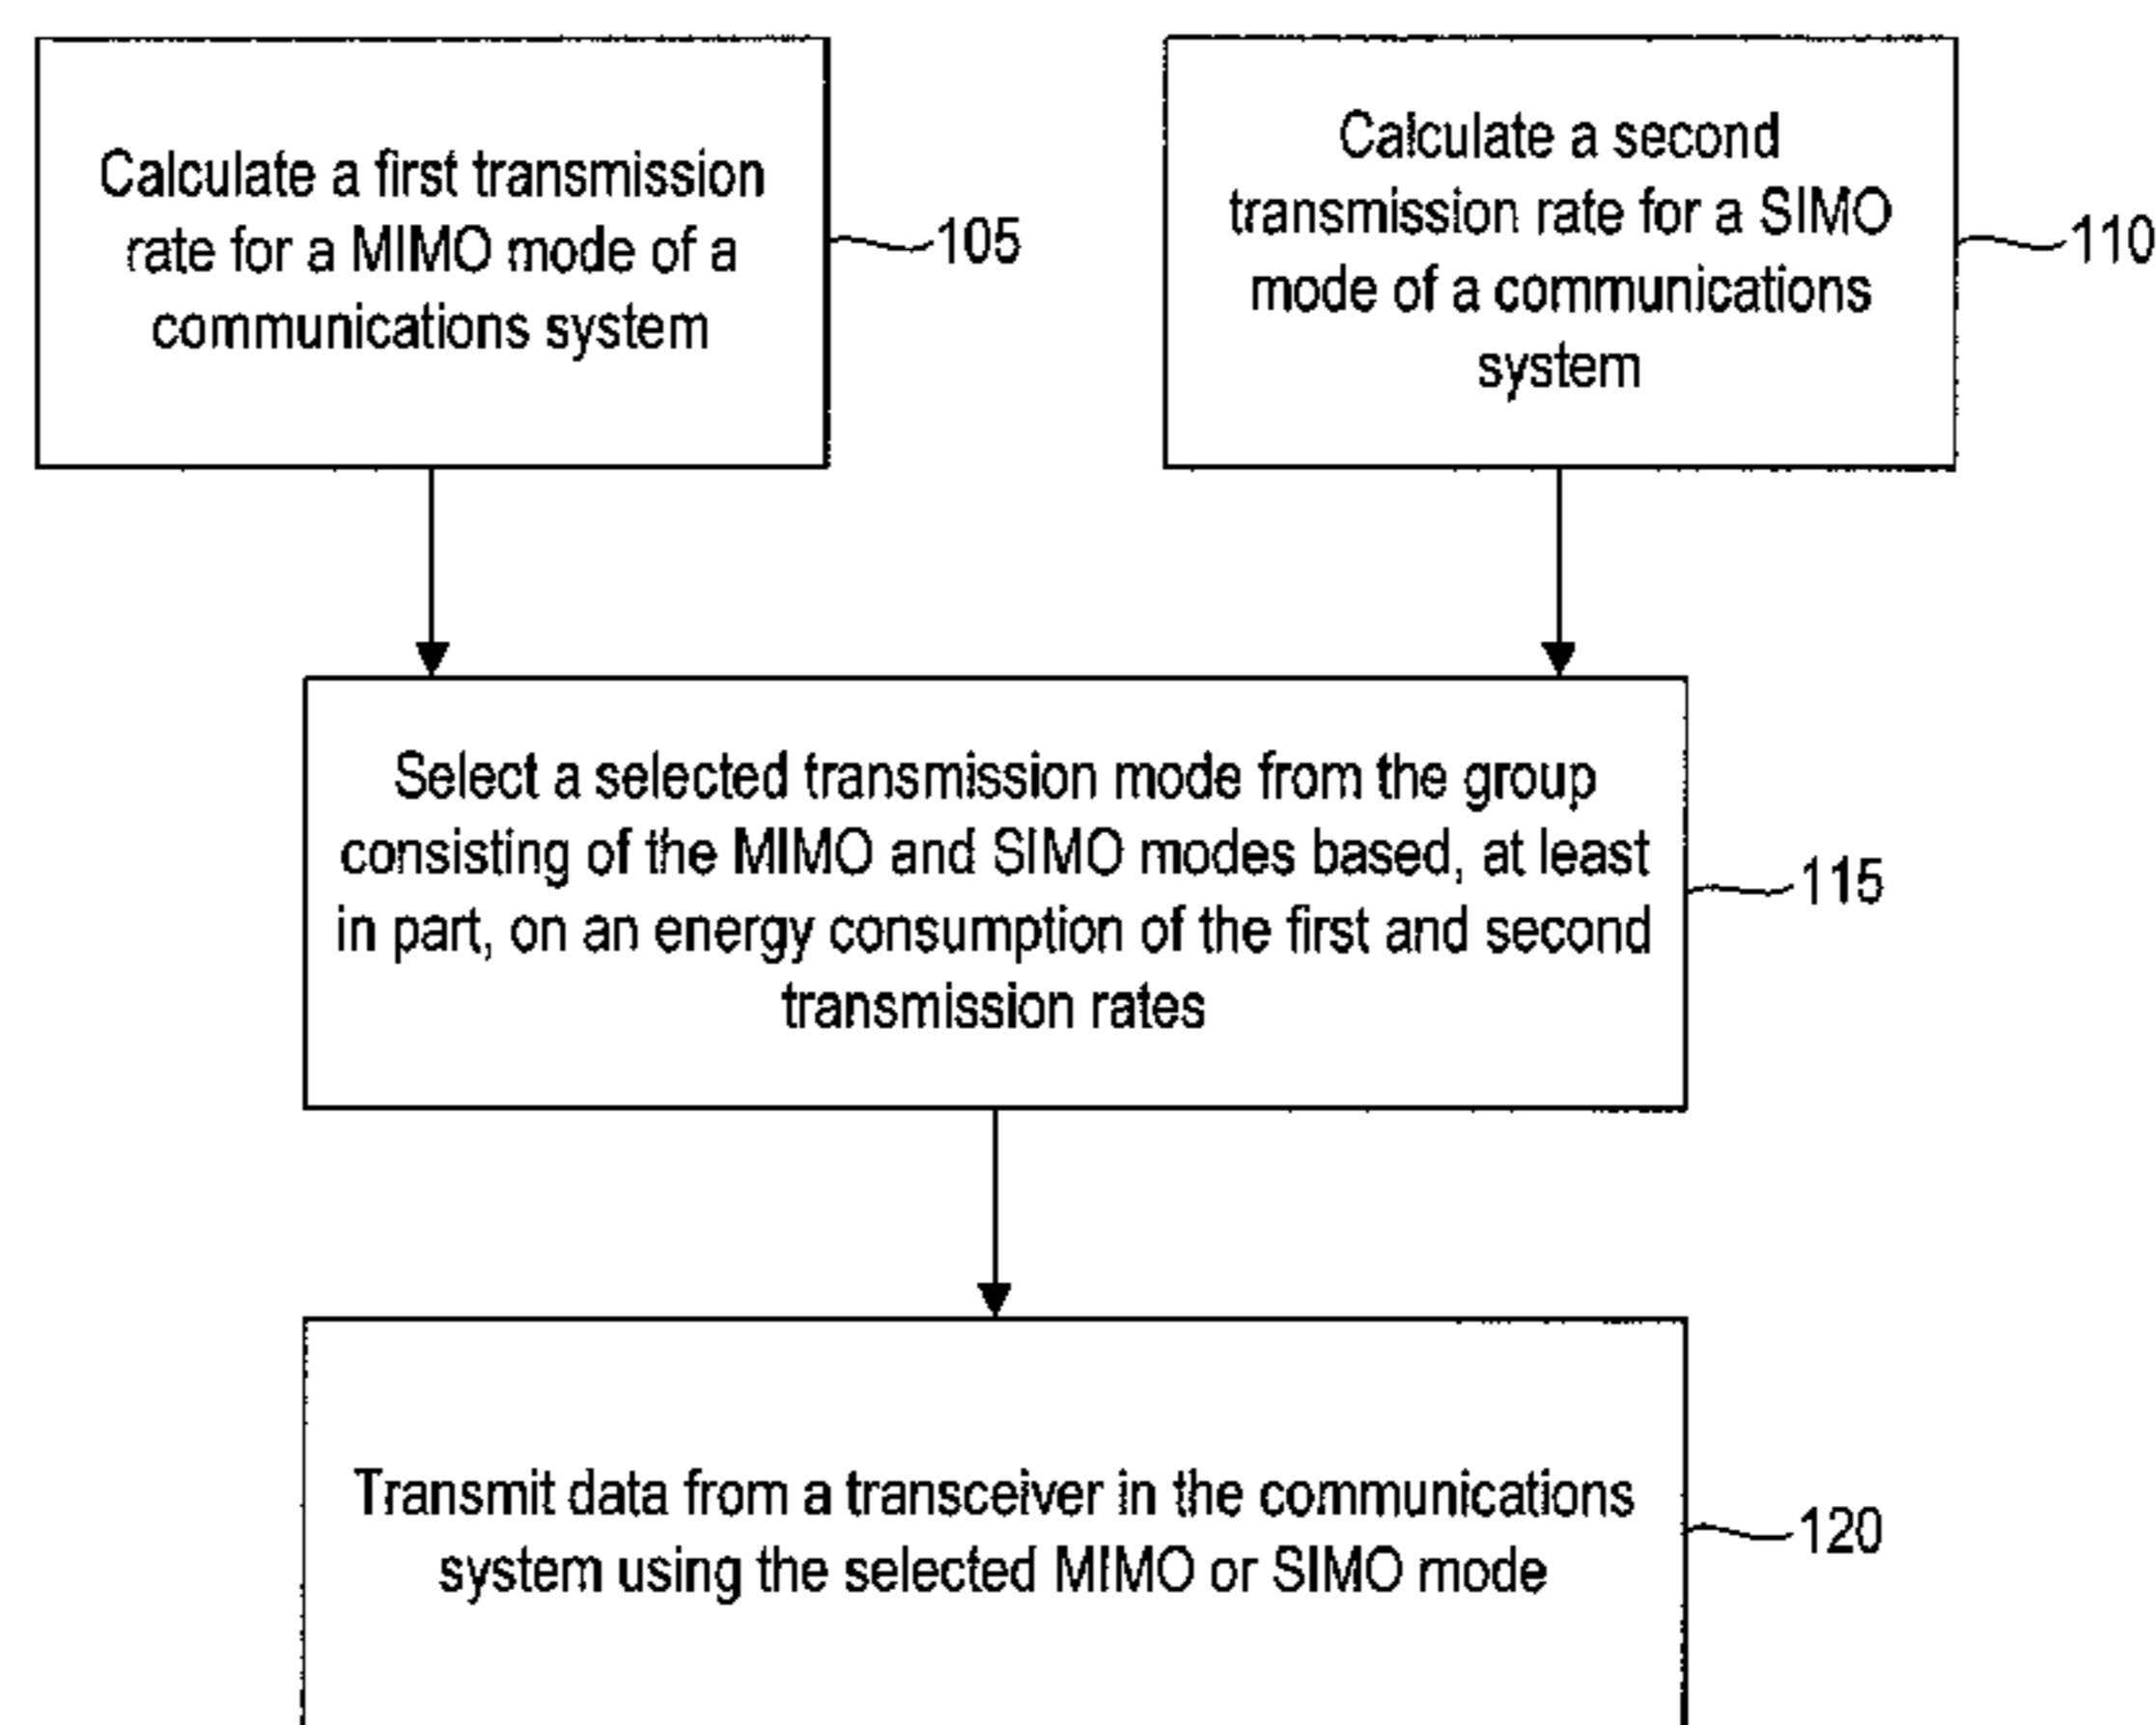 Calculate a first transmission
rate for a MIMO mode of a
communications system
105
Calculate a second
transmission rate for a SIMO
mode of a communications
system
110
Select a selected transmission mode from the group
consisting of the MIMO and SIMO modes based, at least
in part, on an energy consumption of the first and second
transmission rates
115
Transmit data from a transceiver in the communications
system using the selected MIMO or SIMO mode
120